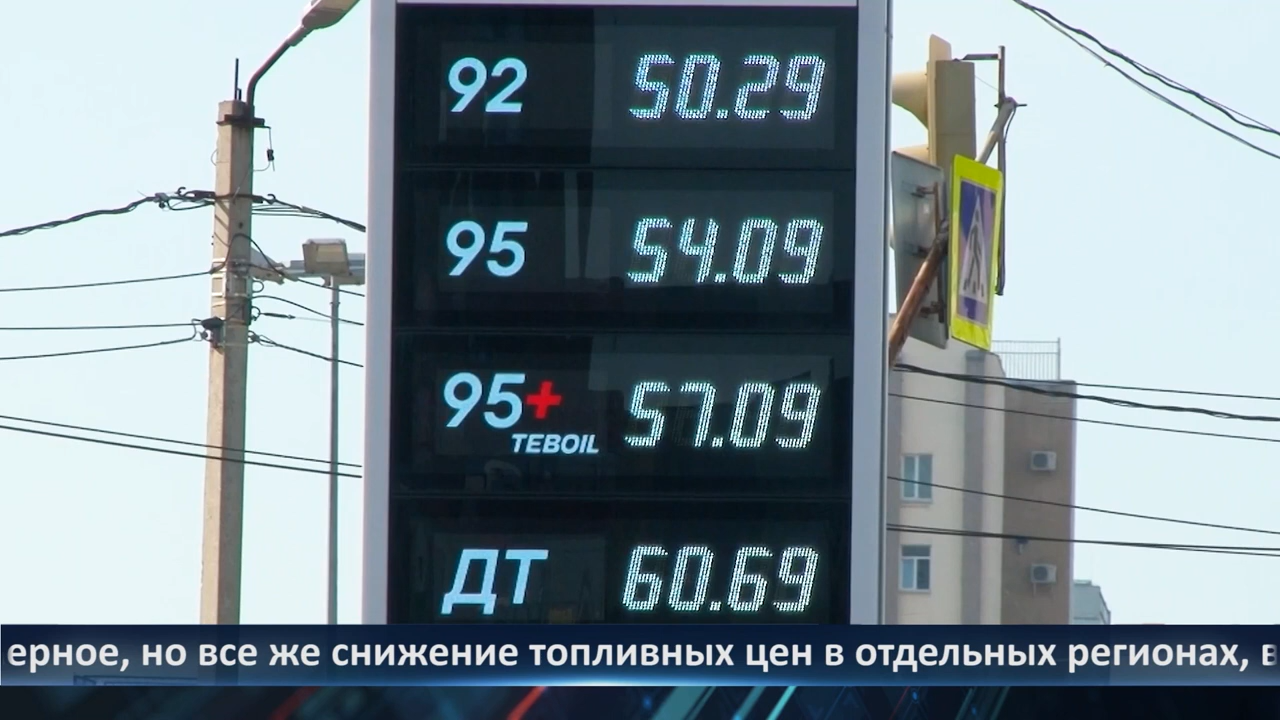 92 50.29
95 54.09
95+ 57.09
TEBOIL
ДТ 60.69
ерное, но все же снижение топливных цен в отдельных регионах, в